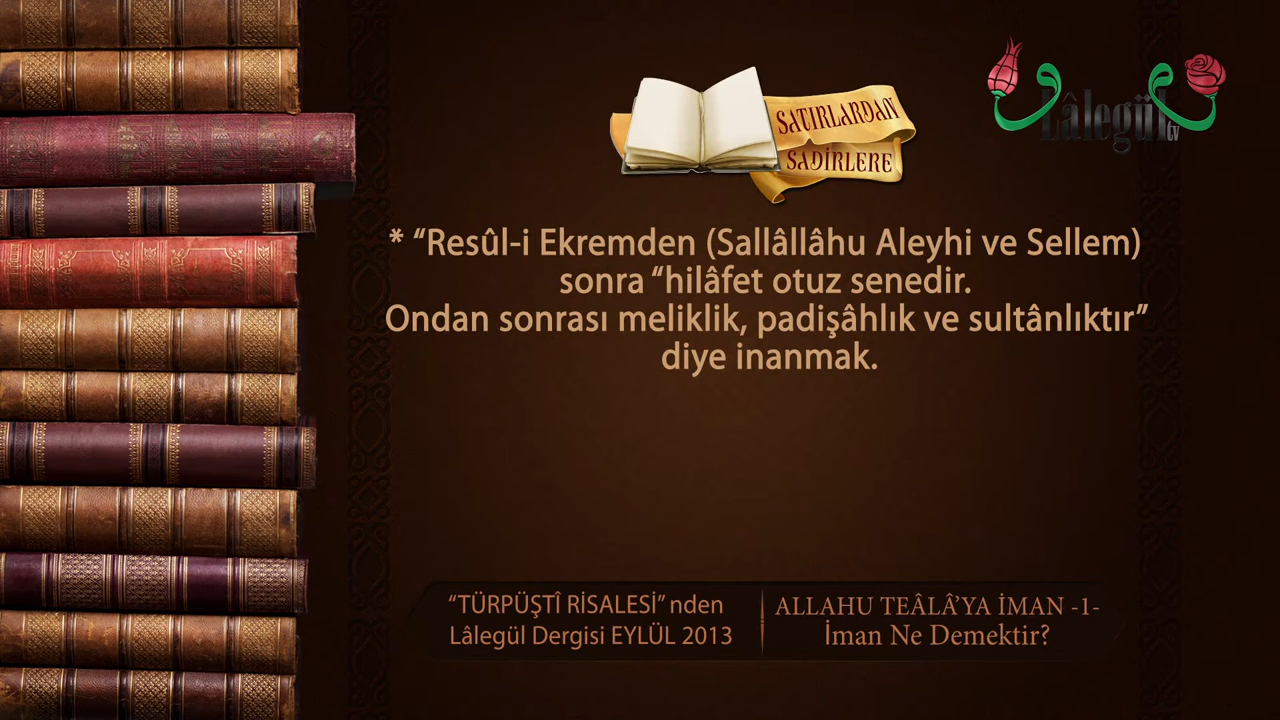 SATIRLARDAN
SADIRLERE
Lâlegül tv
* “Resûl-i Ekremden (Sallâllâhu Aleyhi ve Sellem)
sonra “hilâfet otuz senedir.
Ondan sonrası meliklik, padişâhlık ve sultânlıktır”
diye inanmak.
“TÜRPÜŞTÎ RİSALESİ” nden
Lâlegül Dergisi EYLÜL 2013
ALLAHU TEÂLÂ’YA İMAN -1-
İman Ne Demektir?